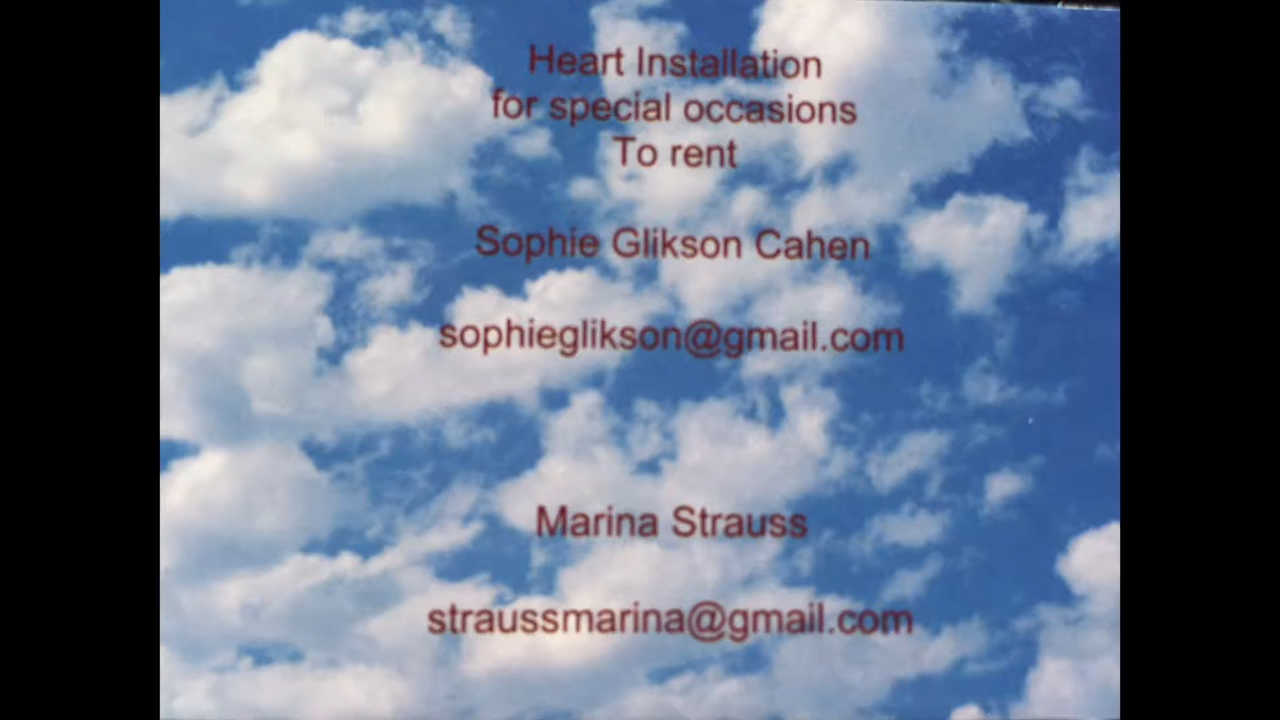 Heart Installation
for special occasions
To rent
Sophie Glikson Cahen
sophieglikson@gmail.com
Marina Strauss
straussmarina@gmail.com